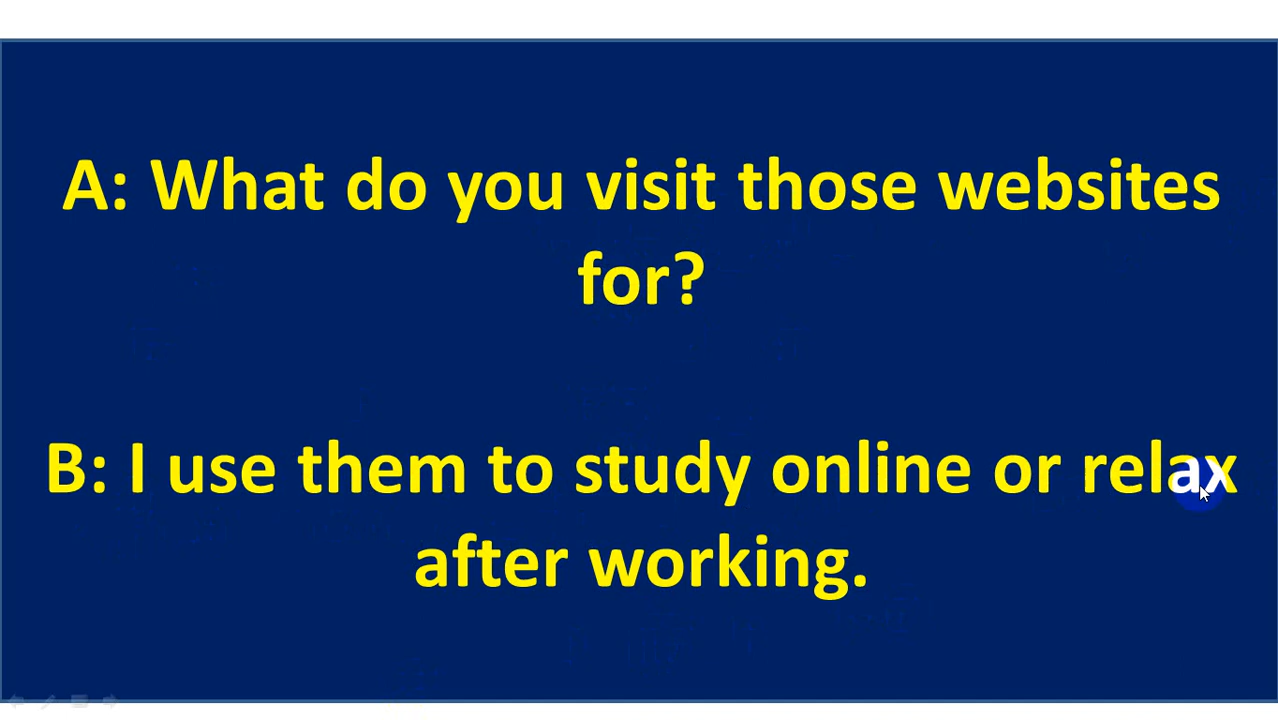 A: What do you visit those websites
for?
B: I use them to study online or relax
after working.